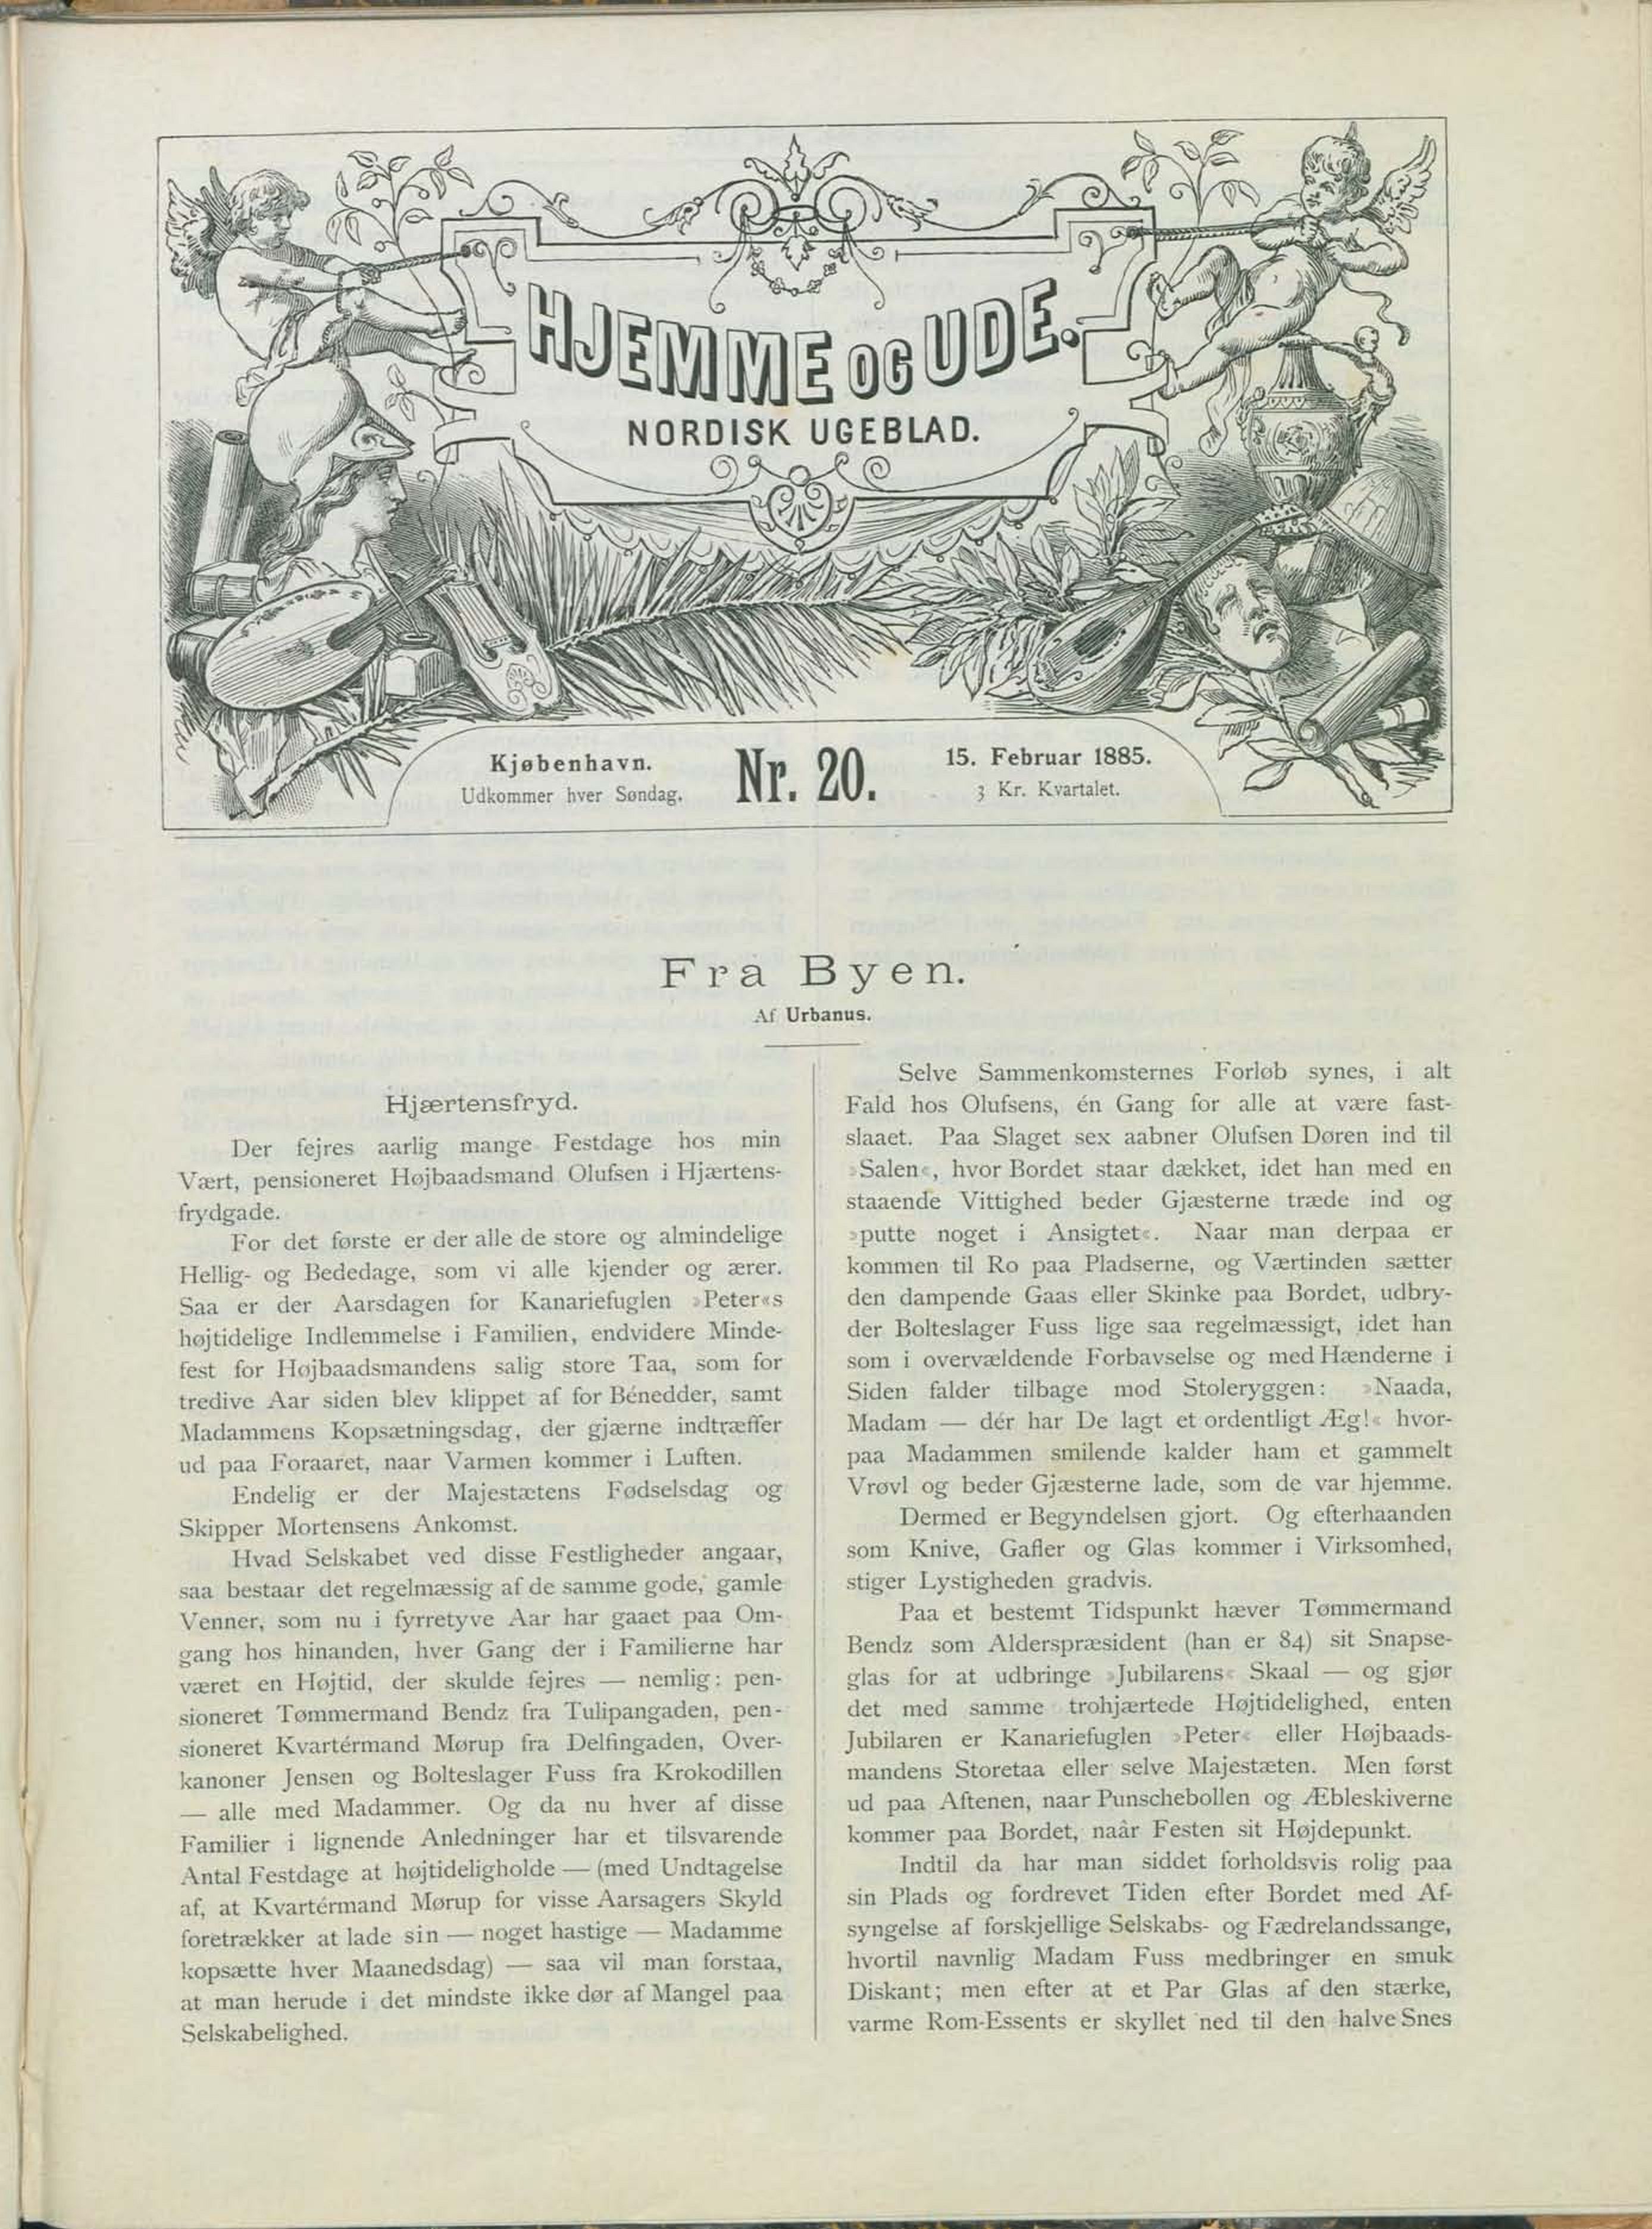 HJEMME OG UDE.
NORDISK UGEBLAD.
Kjøbenhavn.
Udkommer hver Søndag.
Nr. 20.
15. Februar 1885.
3 Kr. Kvartalet.
Fra Byen.
Af Urbanus.
Hjærtensfryd.
Der fejres aarlig mange Festdage hos min
Vært, pensioneret Højbaadsmand Olufsen i Hjærtens-
frydgade.
For det første er der alle de store og almindelige
Hellig- og Bededage, som vi alle kjender og ærer.
Saa er der Aarsdagen for Kanariefuglen »Peter«s
højtidelige Indlemmelse i Familien, endvidere Minde-
fest for Højbaadsmandens salig store Taa, som for
tredive Aar siden blev klippet af for Bénedder, samt
Madammens Kopsætningsdag, der gjærne indtræffer
ud paa Foraaret, naar Varmen kommer i Luften.
Endelig er der Majestætens Fødselsdag og
Skipper Mortensens Ankomst.
Hvad Selskabet ved disse Festligheder angaar,
saa bestaar det regelmæssig af de samme gode, gamle
Venner, som nu i fyrretyve Aar har gaaet paa Om-
gang hos hinanden, hver Gang der i Familierne har
været en Højtid, der skulde fejres — nemlig: pen-
sioneret Tømmermand Bendz fra Tulipangaden, pen-
sioneret Kvartérmand Mørup fra Delfingaden, Over-
kanoner Jensen og Bolteslager Fuss fra Krokodillen
— alle med Madammer. Og da nu hver af disse
Familier i lignende Anledninger har et tilsvarende
Antal Festdage at højtideligholde — (med Undtagelse
af, at Kvartérmand Mørup for visse Aarsagers Skyld
foretrækker at lade sin — noget hastige — Madamme
kopsætte hver Maanedsdag) — saa vil man forstaa,
at man herude i det mindste ikke dør af Mangel paa
Selskabelighed.
Selve Sammenkomsternes Forløb synes, i alt
Fald hos Olufsens, én Gang for alle at være fast-
slaaet. Paa Slaget sex aabner Olufsen Døren ind til
»Salen«, hvor Bordet staar dækket, idet han med en
staaende Vittighed beder Gjæsterne træde ind og
»putte noget i Ansigtet«. Naar man derpaa er
kommen til Ro paa Pladserne, og Værtinden sætter
den dampende Gaas eller Skinke paa Bordet, udbry-
der Bolteslager Fuss lige saa regelmæssigt, idet han
som i overvældende Forbavselse og med Hænderne i
Siden falder tilbage mod Stoleryggen: »Naada,
Madam — dér har De lagt et ordentligt Æg!« hvor-
paa Madammen smilende kalder ham et gammelt
Vrøvl og beder Gjæsterne lade, som de var hjemme.
Dermed er Begyndelsen gjort. Og efterhaanden
som Knive, Gafler og Glas kommer i Virksomhed,
stiger Lystigheden gradvis.
Paa et bestemt Tidspunkt hæver Tømmermand
Bendz som Alderspræsident (han er 84) sit Snapse-
glas for at udbringe »Jubilarens« Skaal — og gjør
det med samme trohjærtede Højtidelighed, enten
Jubilaren er Kanariefuglen »Peter« eller Højbaads-
mandens Storetaa eller selve Majestæten. Men først
ud paa Aftenen, naar Punschebollen og Æbleskiverne
kommer paa Bordet, naar Festen sit Højdepunkt.
Indtil da har man siddet forholdsvis rolig paa
sin Plads og fordrevet Tiden efter Bordet med Af-
syngelse af forskjellige Selskabs- og Fædrelandssange,
hvortil navnlig Madam Fuss medbringer en smuk
Diskant; men efter at et Par Glas af den stærke,
varme Rom-Essents er skyllet ned til den halve Snes